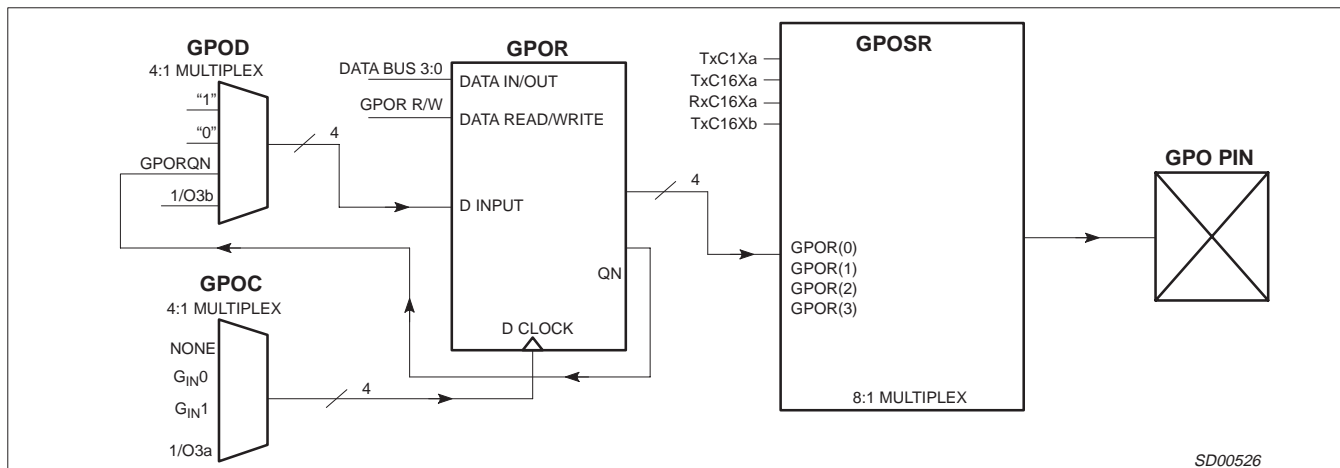 GPOD
4:1 MULTIPLEX
“1”
“0”
GPORQN
1/O3b
4
GPOC
4:1 MULTIPLEX
NONE
GIN0
GIN1
1/O3a
4
GPOR
DATA BUS 3:0
DATA IN/OUT
GPOR R/W
DATA READ/WRITE
D INPUT
QN
D CLOCK
4
GPOSR
TxC1Xa
TxC16Xa
RxC16Xa
TxC16Xb
GPOR(0)
GPOR(1)
GPOR(2)
GPOR(3)
8:1 MULTIPLEX
GPO PIN
SD00526